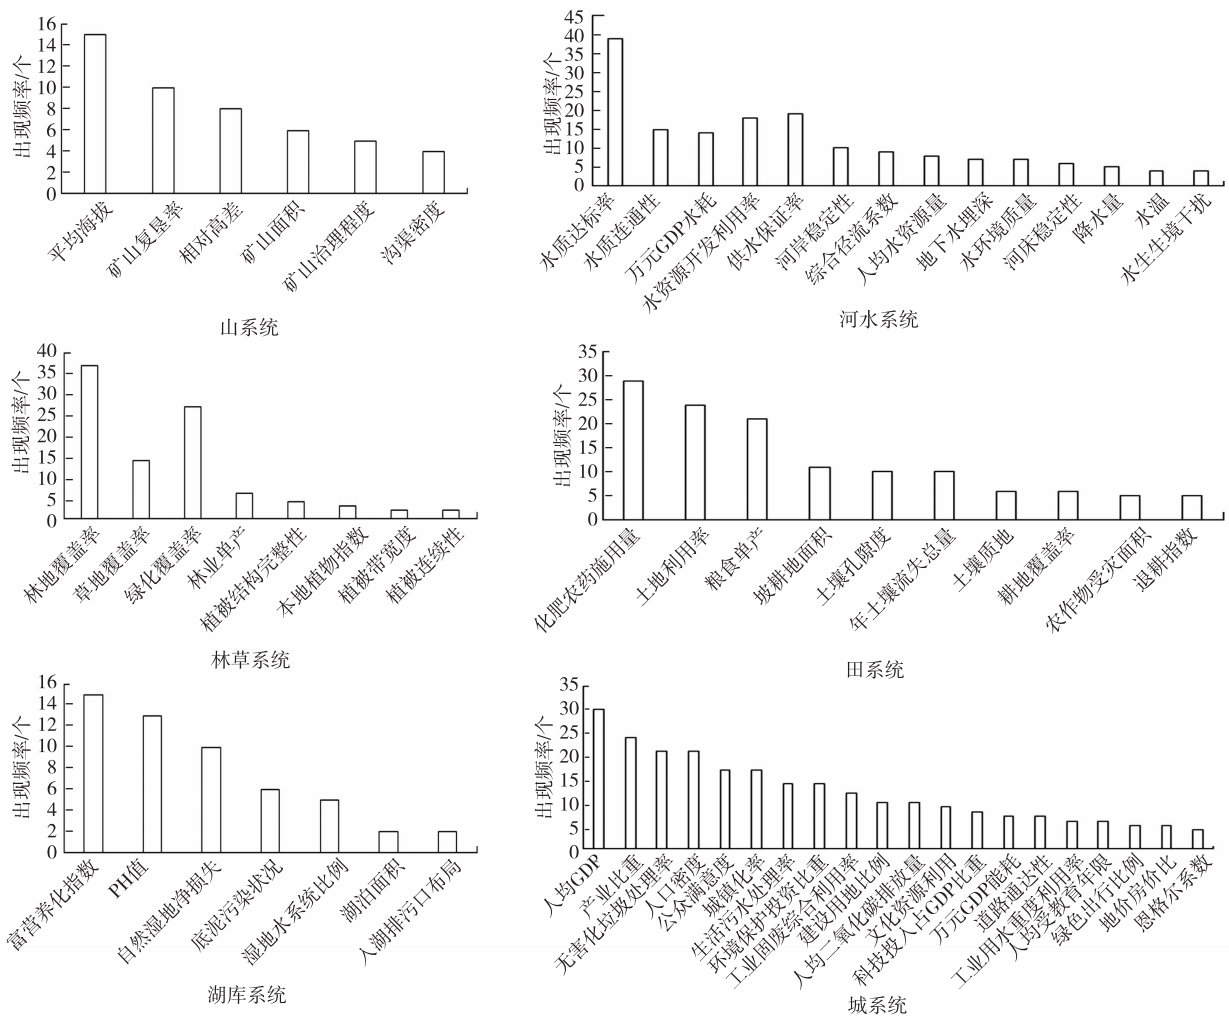 出现频率/个
16
14
12
10
8
6
4
2
0
平均海拔
矿山复垦率
相对高差
矿山面积
矿山治理程度
沟渠密度
山系统
出现频率/个
45
40
35
30
25
20
15
10
5
0
水质达标率
水质连通性
万元GDP水耗
水资源开发利用率
供水保证率
河岸稳定性
综合径流系数
人均水资源量
地下水埋深
水环境质量
河床稳定性
降水量
水温
水生生境干扰
河水系统
出现频率/个
40
35
30
25
20
15
10
5
0
林地覆盖率
草地覆盖率
绿化覆盖率
林业单产
植被结构完整性
本地植物指数
植被带宽度
植被连续性
林草系统
出现频率/个
35
30
25
20
15
10
5
0
化肥农药施用量
土地利用率
粮食单产
坡耕地面积
土壤孔隙度
年土壤流失总量
土壤质地
耕地覆盖率
农作物受灾面积
退耕指数
田系统
出现频率/个
16
14
12
10
8
6
4
2
0
富营养化指数
PH值
自然湿地净损失
底泥污染状况
湿地水系统比例
湖泊面积
入湖排污口布局
湖库系统
出现频率/个
35
30
25
20
15
10
5
0
人均GDP
产业比重
无害化垃圾处理率
人口密度
公众满意度
城镇化率
生活污水处理率
环境保护投资比重
工业固废综合利用率
建设用地比例
人均二氧化碳排放量
文化资源利用
科技投入占GDP比重
万元GDP能耗
道路通达性
工业用水重复利用率
人均受教育年限
绿色出行比例
地价房价比
恩格尔系数
城系统